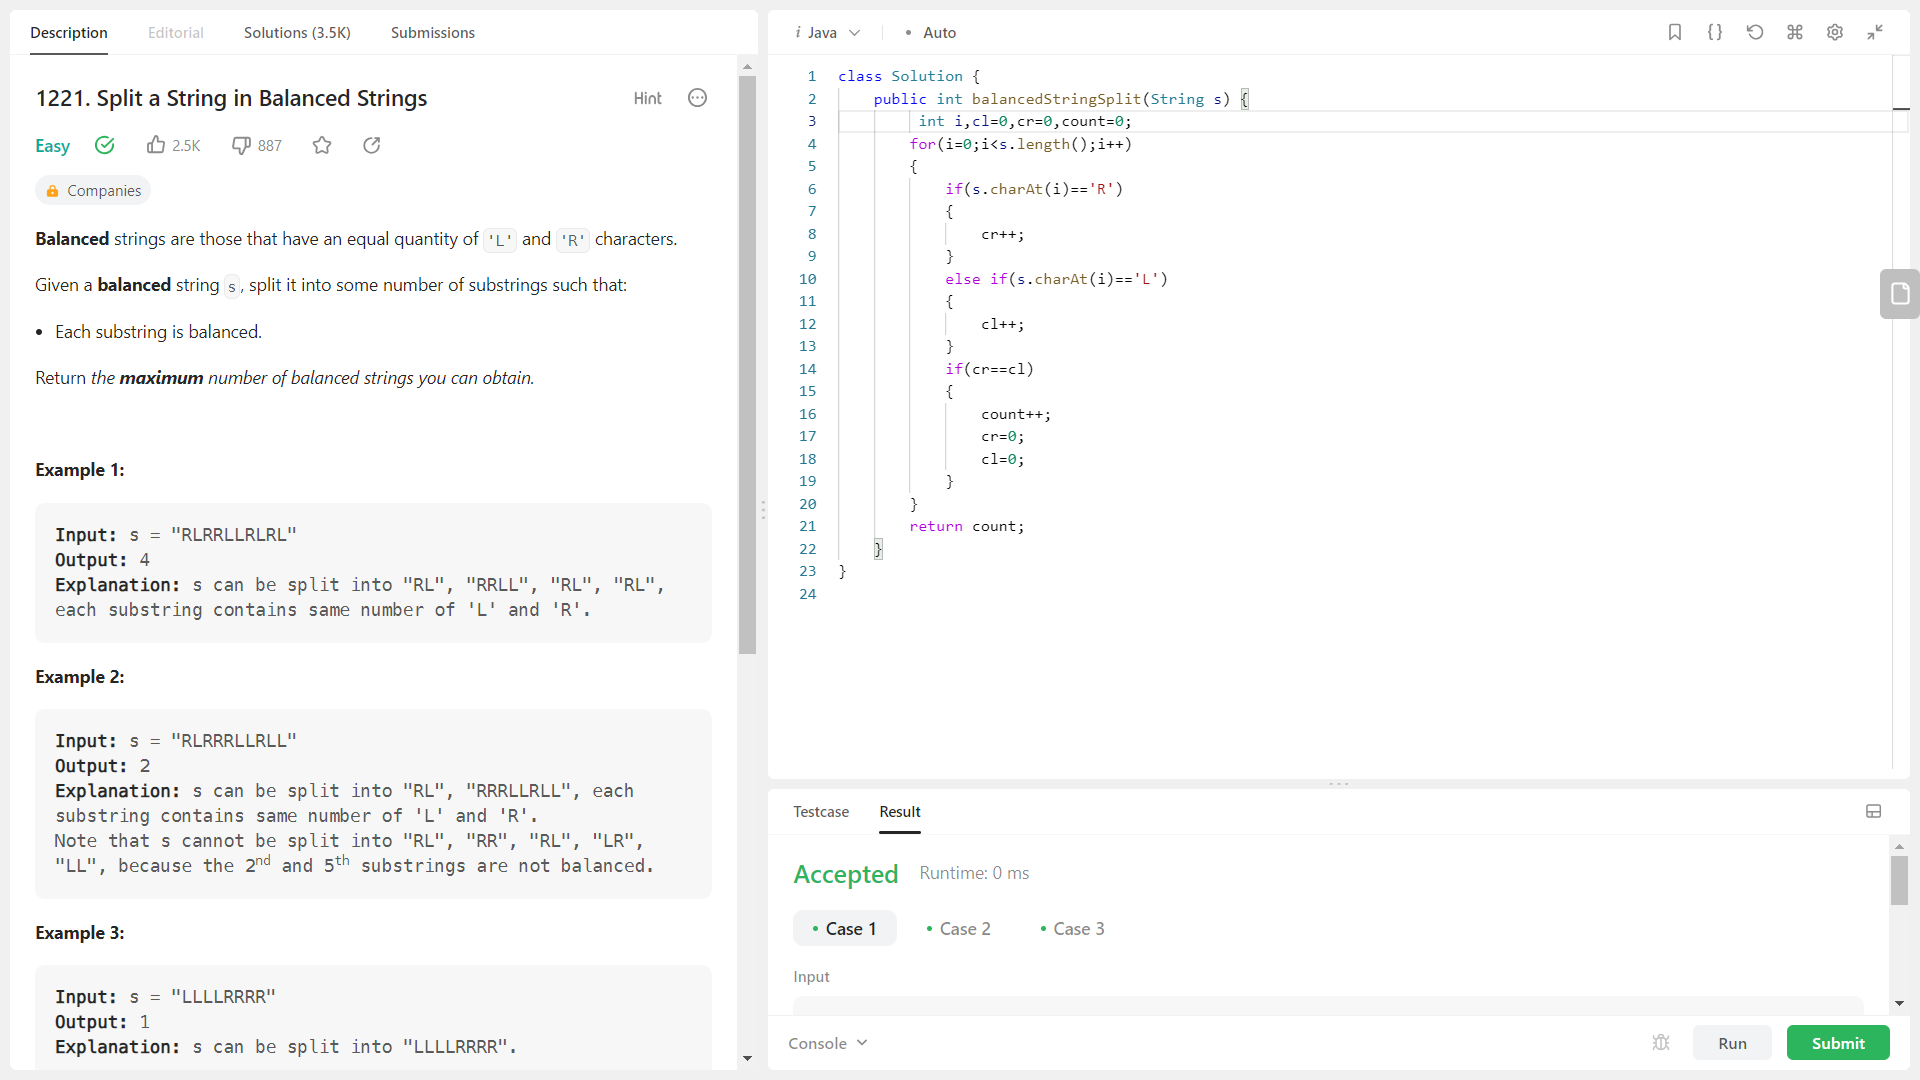 Description
Editorial
Solutions (3.5K)
Submissions
1221. Split a String in Balanced Strings
Hint
Easy
2.5K
887
Companies
Balanced strings are those that have an equal quantity of 'L' and 'R' characters.
Given a balanced string s, split it into some number of substrings such that:
• Each substring is balanced.
Return the maximum number of balanced strings you can obtain.
Example 1:
Input: s = "RLRRLLRLRL"
Output: 4
Explanation: s can be split into "RL", "RRLL", "RL", "RL",
each substring contains same number of 'L' and 'R'.
Example 2:
Input: s = "RLRRRLLRLL"
Output: 2
Explanation: s can be split into "RL", "RRRLLRLL", each
substring contains same number of 'L' and 'R'.
Note that s cannot be split into "RL", "RR", "RL", "LR",
"LL", because the 2nd and 5th substrings are not balanced.
Example 3:
Input: s = "LLLLRRRR"
Output: 1
Explanation: s can be split into "LLLLRRRR".
i Java
• Auto
{}
1 class Solution {
2     public int balancedStringSplit(String s) {
3          int i,cl=0,cr=0,count=0;
4         for(i=0;i<s.length();i++)
5         {
6             if(s.charAt(i)=='R')
7             {
8                 cr++;
9             }
10             else if(s.charAt(i)=='L')
11             {
12                 cl++;
13             }
14             if(cr==cl)
15             {
16                 count++;
17                 cr=0;
18                 cl=0;
19             }
20         }
21         return count;
22     }
23 }
24
Testcase
Result
Accepted
Runtime: 0 ms
• Case 1
• Case 2
• Case 3
Input
Console
Run
Submit